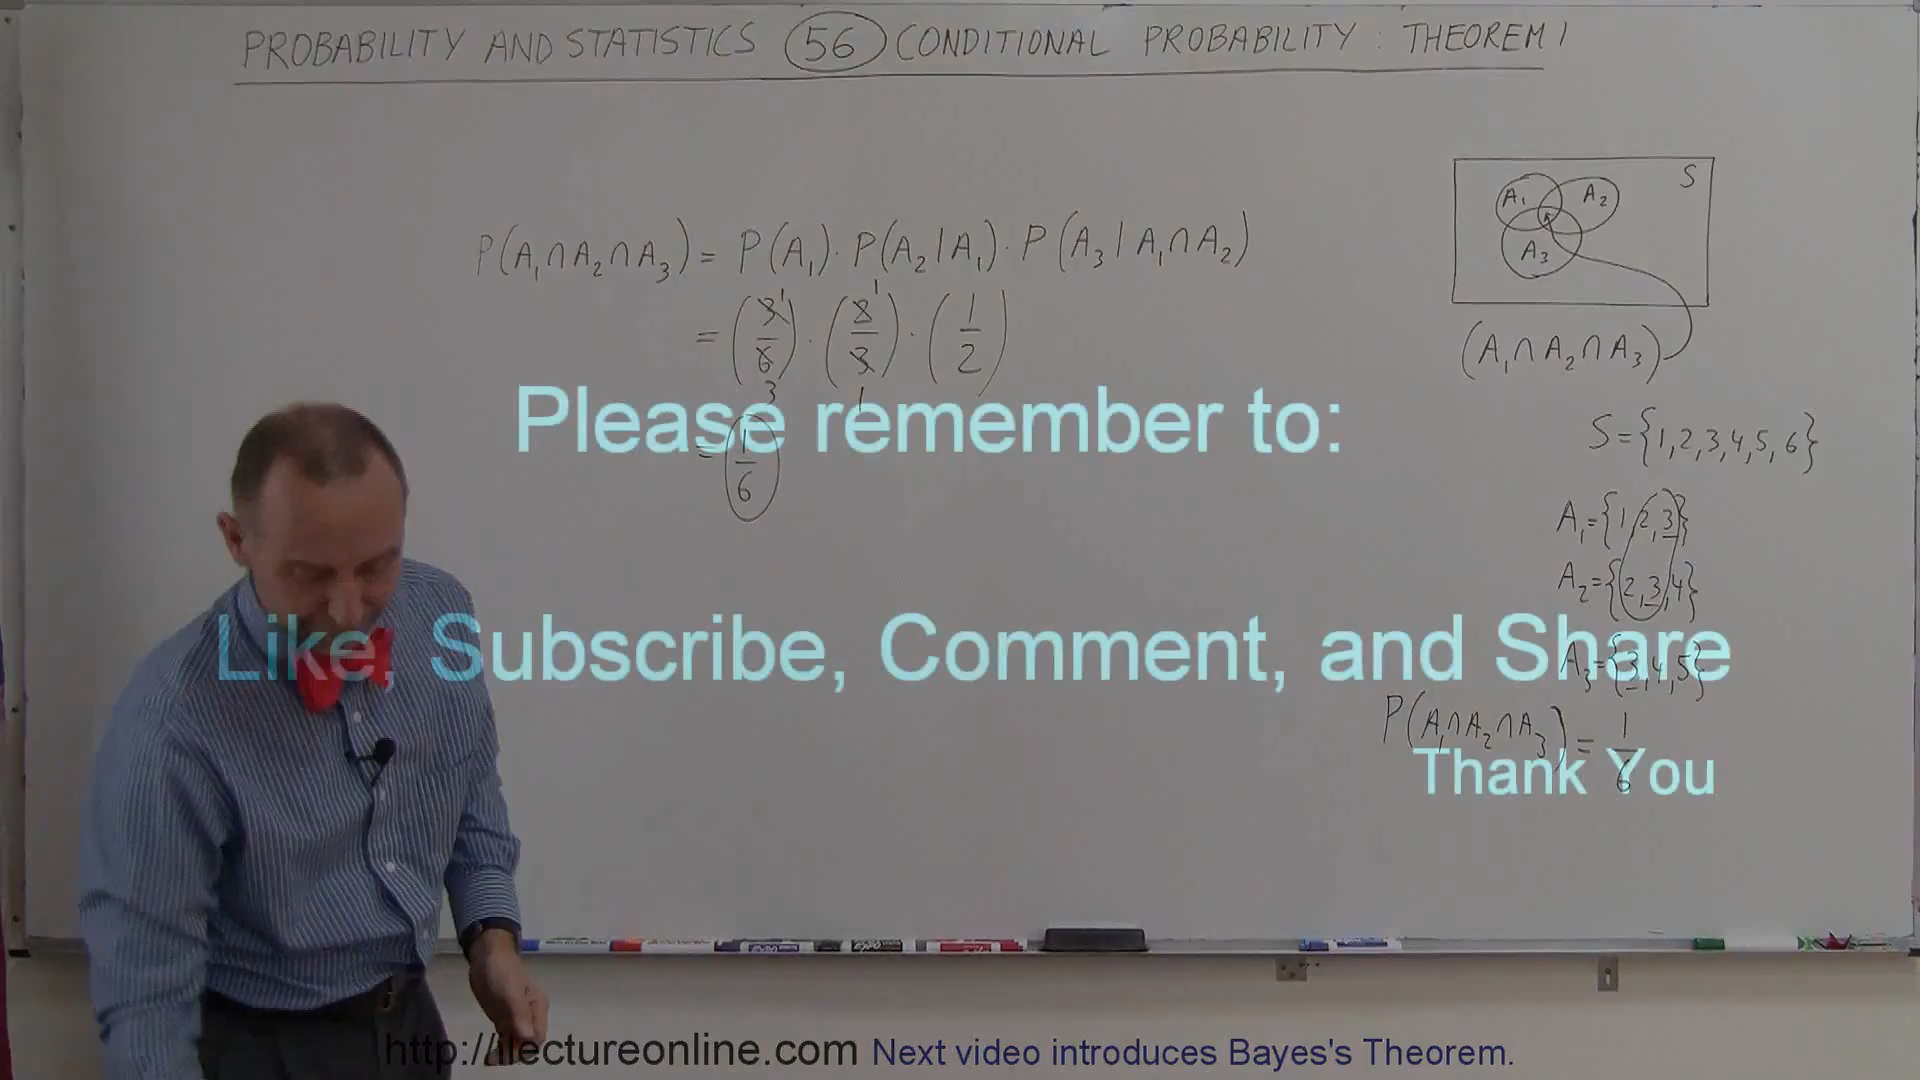 PROBABILITY AND STATISTICS 56 CONDITIONAL PROBABILITY: THEOREM 1
A₁ A₂ S
A₃
P(A₁∩A₂∩A₃) = P(A₁)·P(A₂|A₁)·P(A₃|A₁∩A₂)
= (3/6)·(2/3)·(1/2)
(A₁∩A₂∩A₃)
= 1/6
S={1,2,3,4,5,6}
A₁={1,2,3}
A₂={2,3,4}
A₃={3,4,5}
P(A₁∩A₂∩A₃) = 1/6
Please remember to:
Like, Subscribe, Comment, and Share
Thank You
EXPO
http://ilectureonline.com Next video introduces Bayes's Theorem.